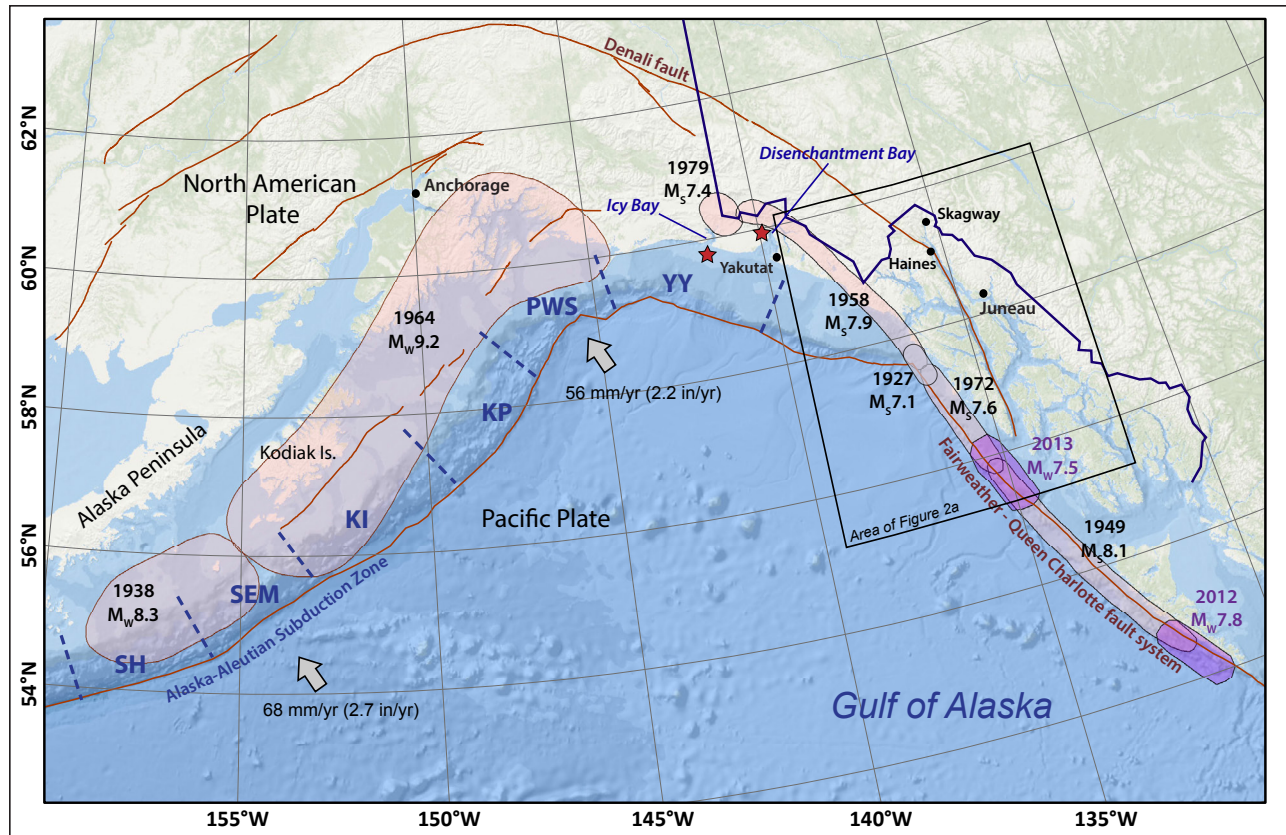 Denali fault
62°N
60°N
58°N
56°N
54°N
North American
Plate
Anchorage
1979
Ms7.4
Disenchantment Bay
Icy Bay
Skagway
Haines
Juneau
Yakutat
YY
PWS
1964
Mw9.2
1958
Ms7.9
1927
Ms7.1
1972
Ms7.6
56 mm/yr (2.2 in/yr)
KP
Kodiak Is.
Alaska Peninsula
KI
Pacific Plate
2013
Mw7.5
Area of Figure 2a
1949
Ms8.1
Fairweather - Queen Charlotte fault system
1938
Mw8.3
SEM
SH
Alaska-Aleutian Subduction Zone
2012
Mw7.8
68 mm/yr (2.7 in/yr)
Gulf of Alaska
155°W
150°W
145°W
140°W
135°W